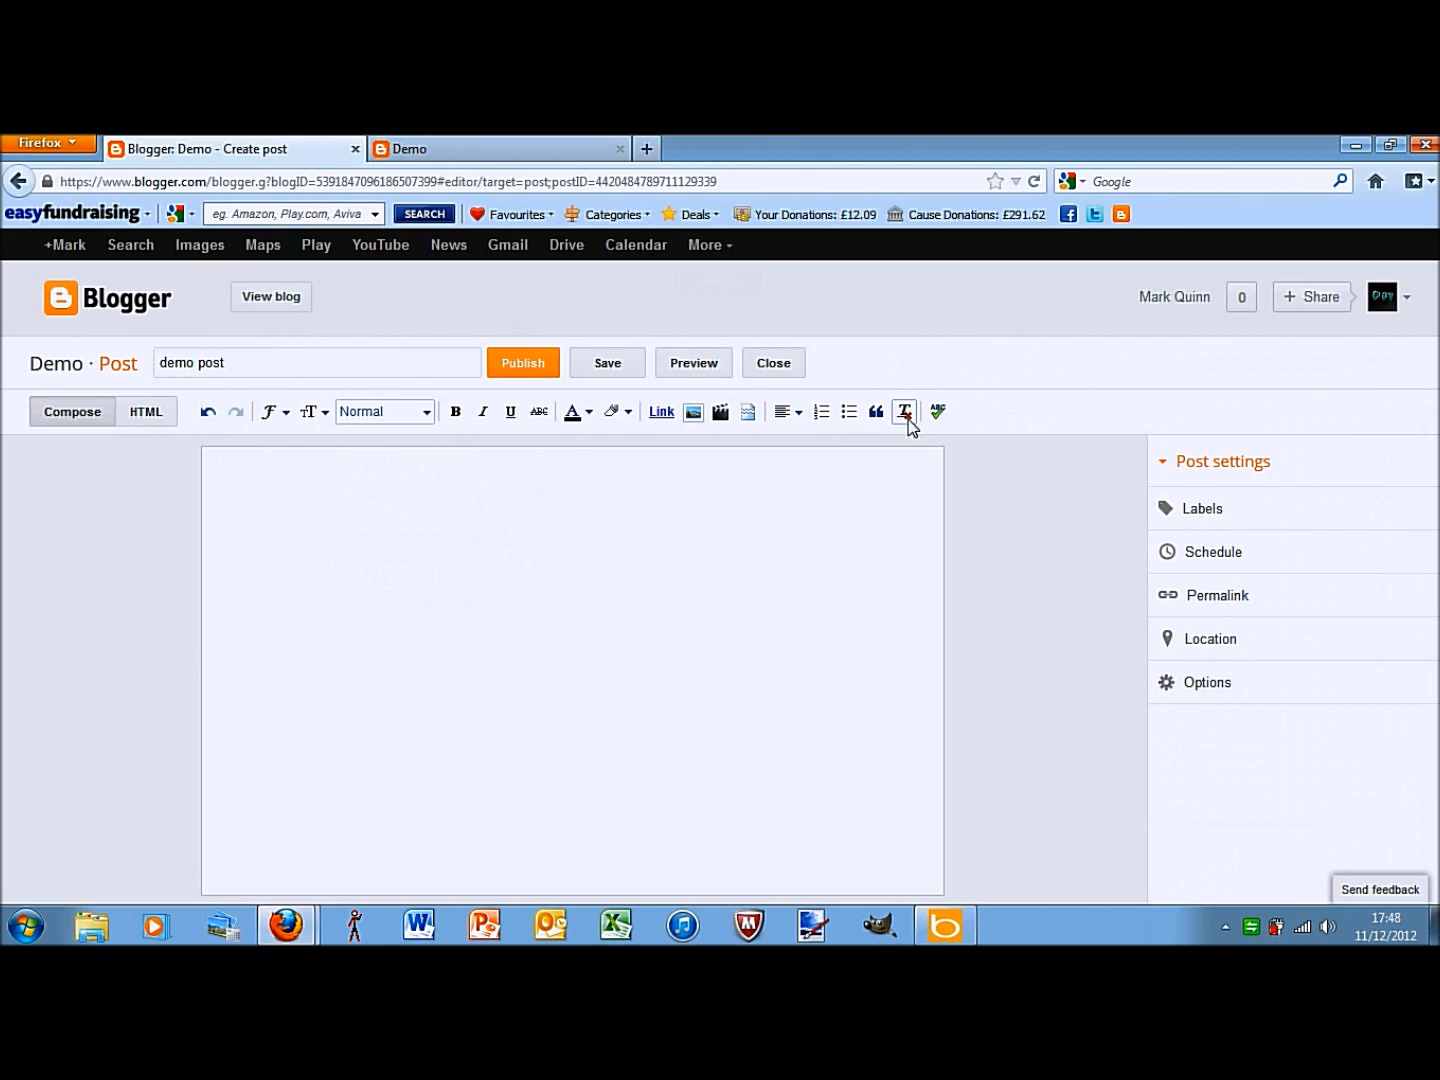 Firefox
Blogger: Demo - Create post
Demo
https://www.blogger.com/blogger.g?blogID=5391847096186507399#editor/target=post;postID=4420484789711129339
Google
easyfundraising
eg. Amazon, Play.com, Aviva
SEARCH
Favourites
Categories
Deals
Your Donations: £12.09
Cause Donations: £291.62
+Mark Search Images Maps Play YouTube News Gmail Drive Calendar More
Blogger
View blog
Mark Quinn
0
+ Share
Demo · Post
demo post
Publish
Save
Preview
Close
Compose
HTML
Normal
B I U ABC A Link
ABC
Post settings
Labels
Schedule
Permalink
Location
Options
Send feedback
17:48
11/12/2012